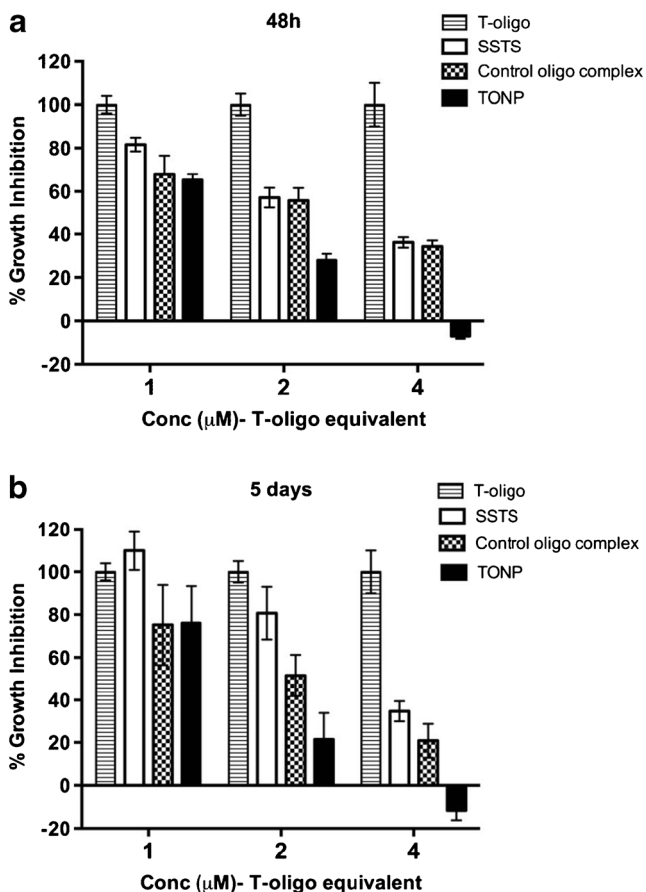 a
48h
T-oligo
SSTS
Control oligo complex
TONP
120
100
80
60
40
20
0
-20
% Growth Inhibition
1 2 4
Conc (μM)- T-oligo equivalent
b
5 days
T-oligo
SSTS
Control oligo complex
TONP
120
100
80
60
40
20
0
-20
% Growth Inhibition
1 2 4
Conc (μM)- T-oligo equivalent